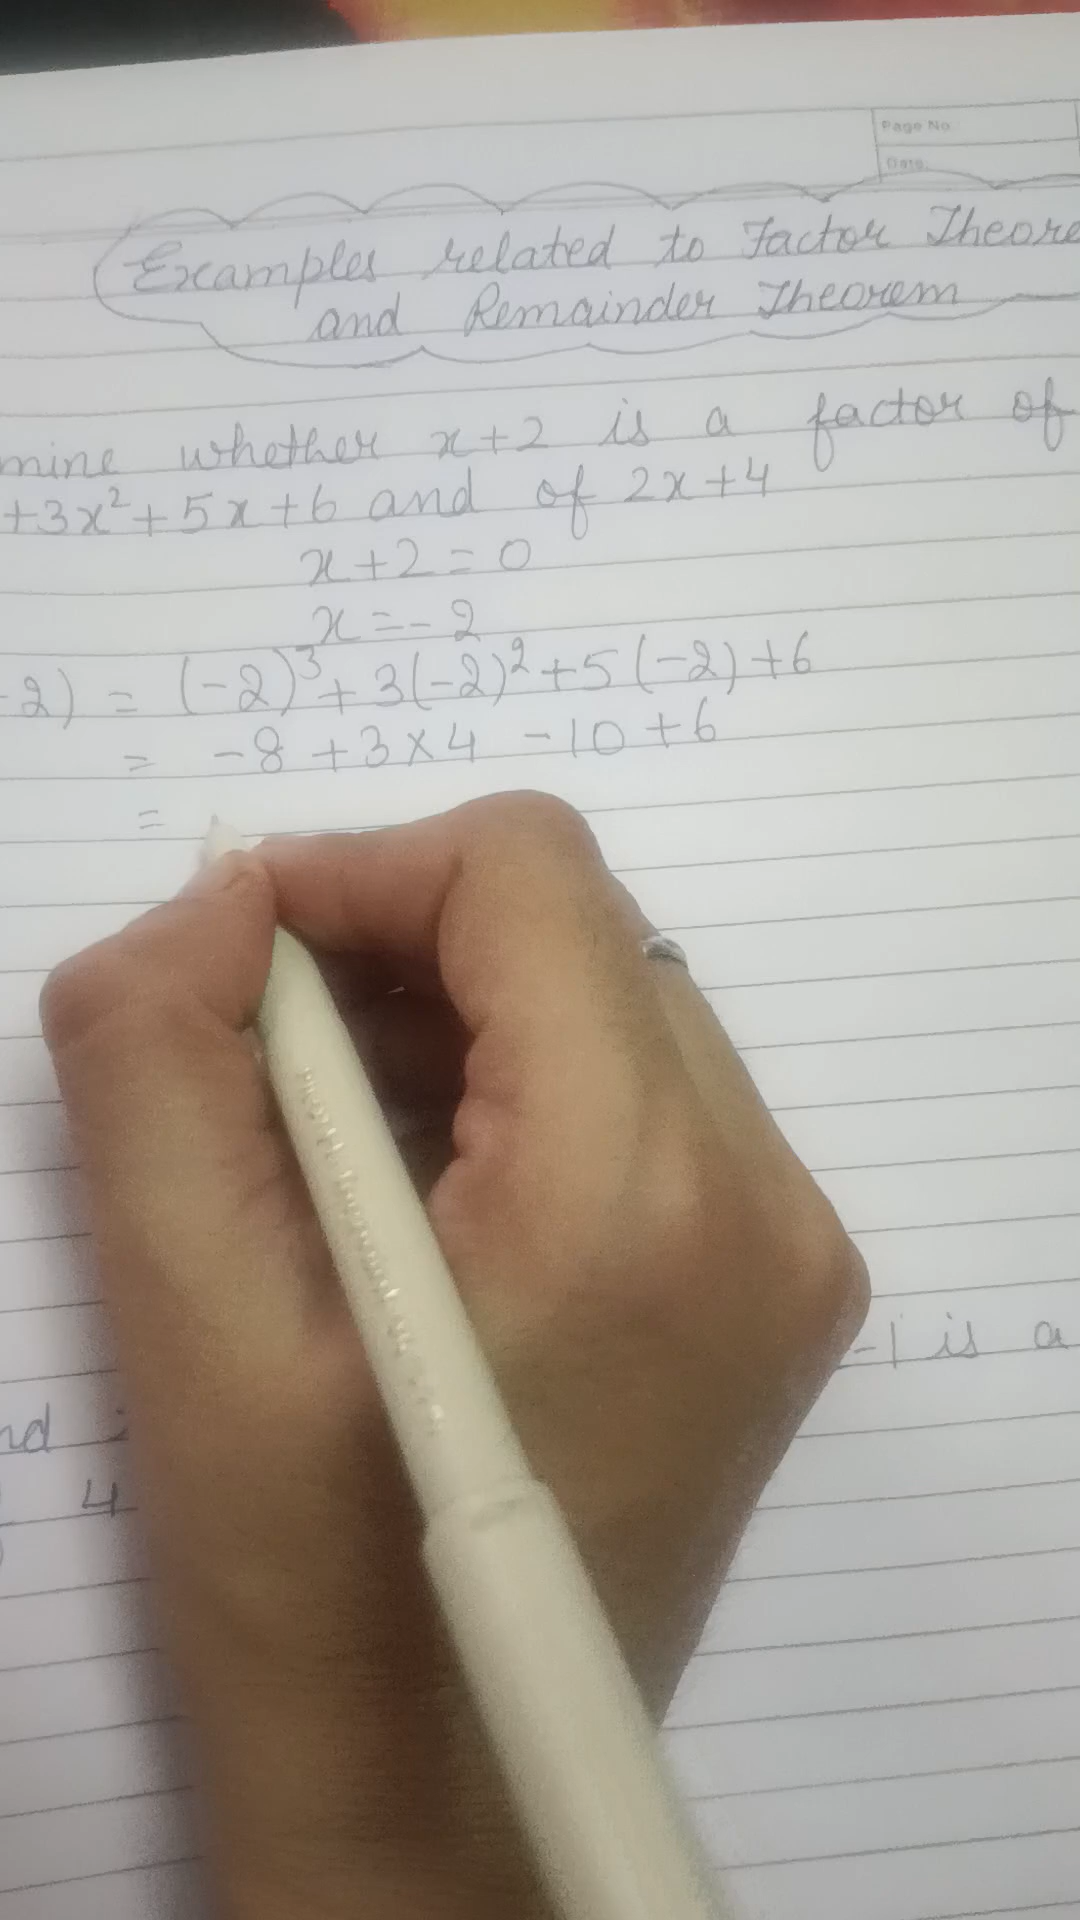 Page No.:
Date:
Examples related to Factor Theore
and Remainder Theorem
mine whether x+2 is a factor of
+3x²+5x+6 and of 2x+4
x+2=0
x=-2
-2) = (-2)³+3(-2)²+5(-2)+6
= -8+3×4-10+6
=
-1 is a
nd
4